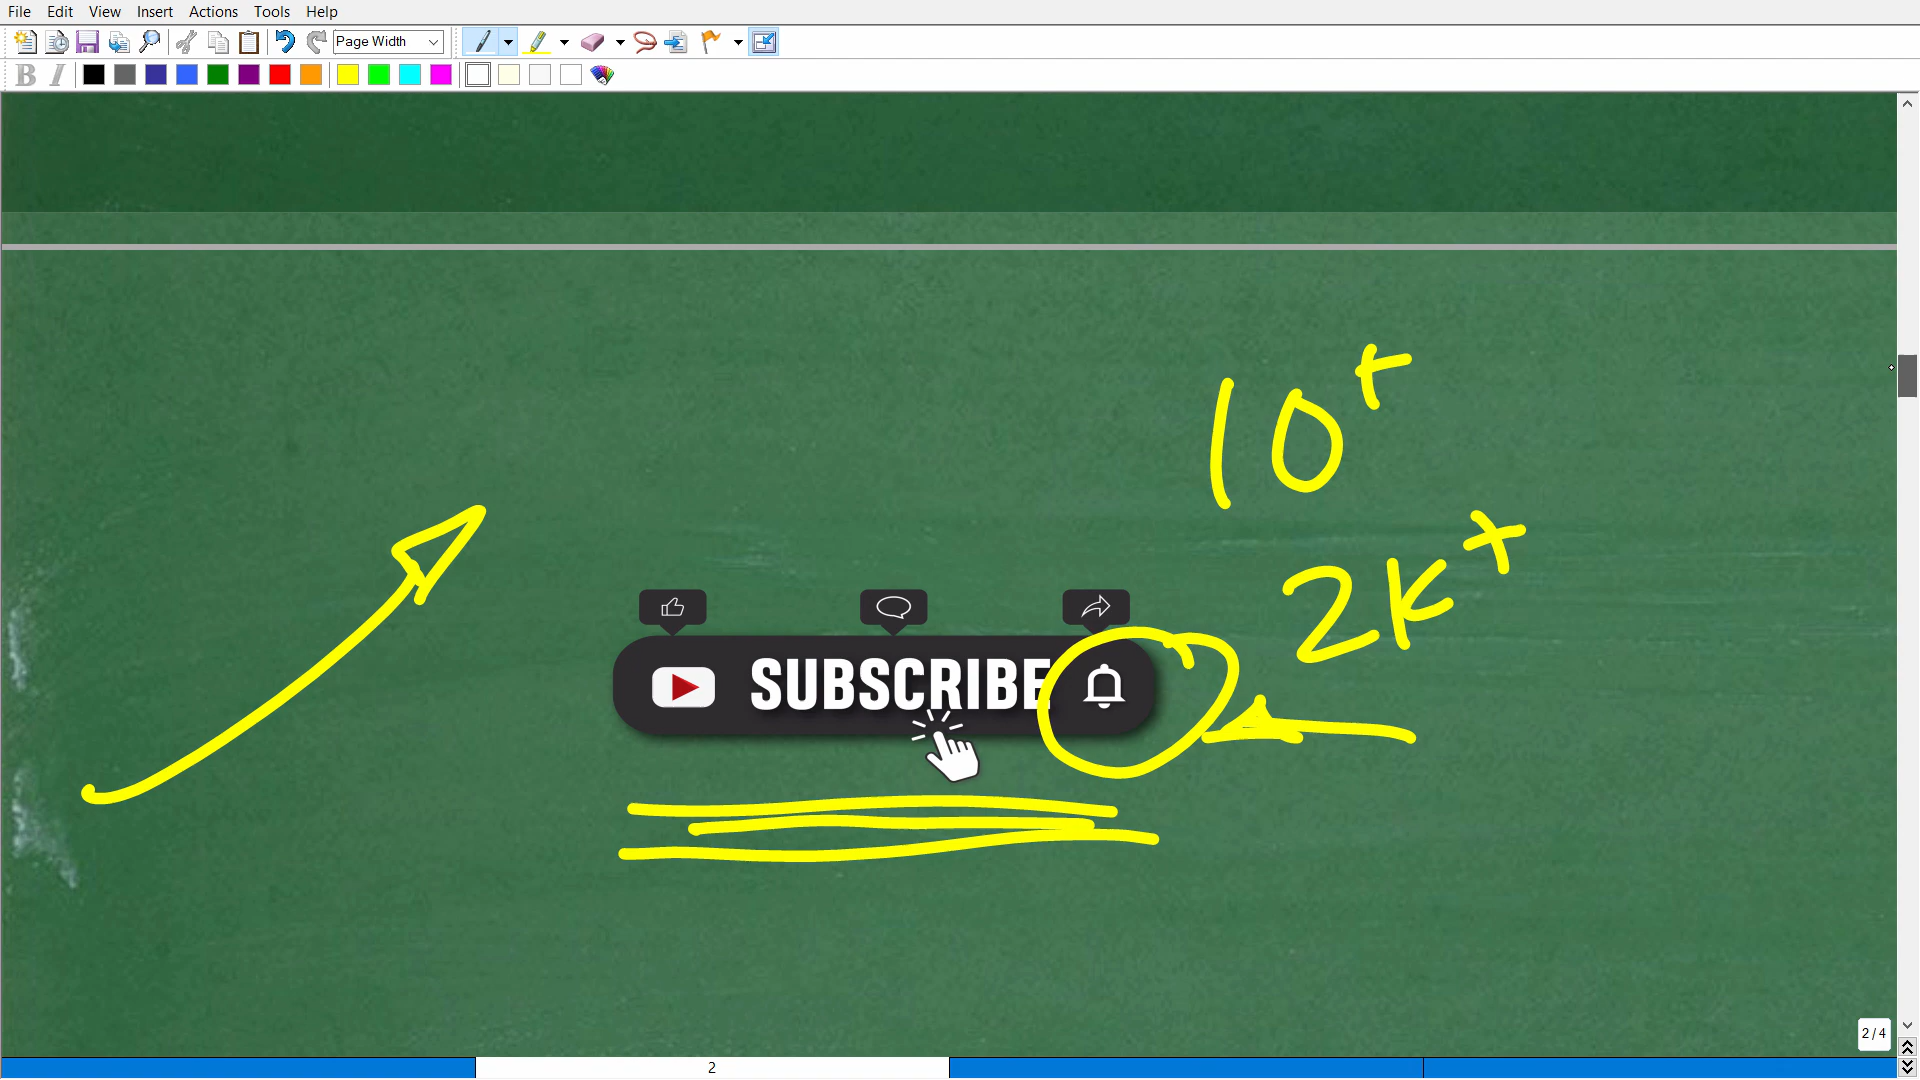 File Edit View Insert Actions Tools Help
Page Width
B I
10+
2K+
SUBSCRIBE
2 / 4
2